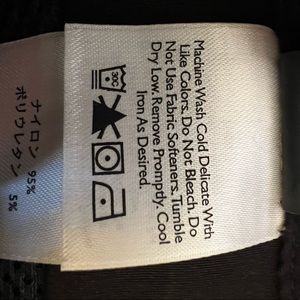 Machine Wash Cold Delicate With
Like Colors. Do Not Bleach. Do
Not Use Fabric Softeners. Tumble
Dry Low. Remove Promptly. Cool
Iron As Desired.
30C
ナイロン 95%
ポリウレタン 5%